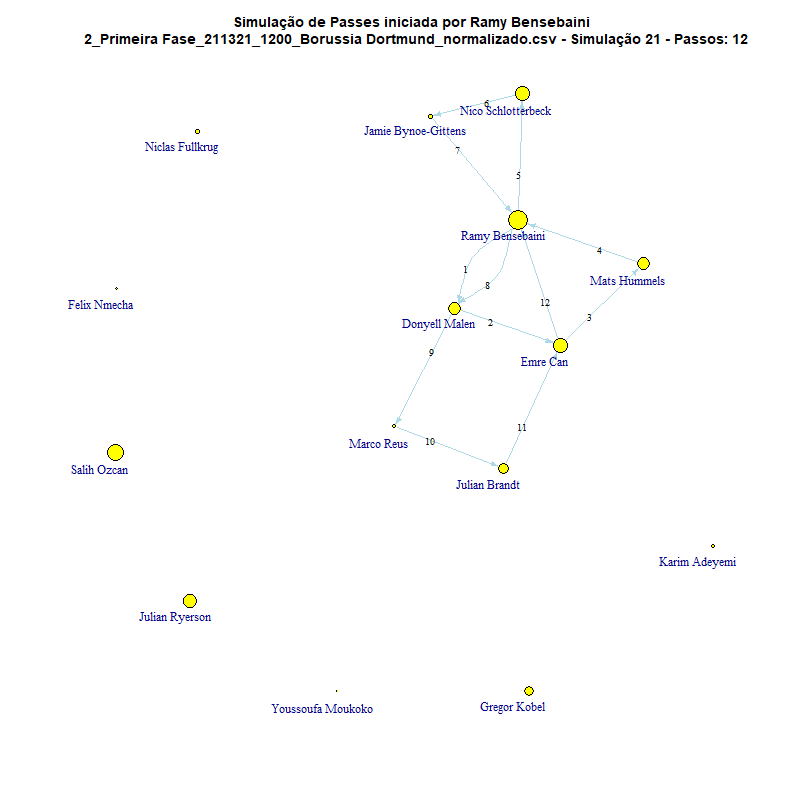 Simulação de Passes iniciada por Ramy Bensebaini
2_Primeira Fase_211321_1200_Borussia Dortmund_normalizado.csv - Simulação 21 - Passos: 12
6
Nico Schlotterbeck
Jamie Bynoe-Gittens
Niclas Fullkrug
7
5
Ramy Bensebaini
4
1
Mats Hummels
8
Felix Nmecha
12
3
Donyell Malen
2
9
Emre Can
11
Marco Reus
10
Salih Ozcan
Julian Brandt
Karim Adeyemi
Julian Ryerson
Youssoufa Moukoko
Gregor Kobel